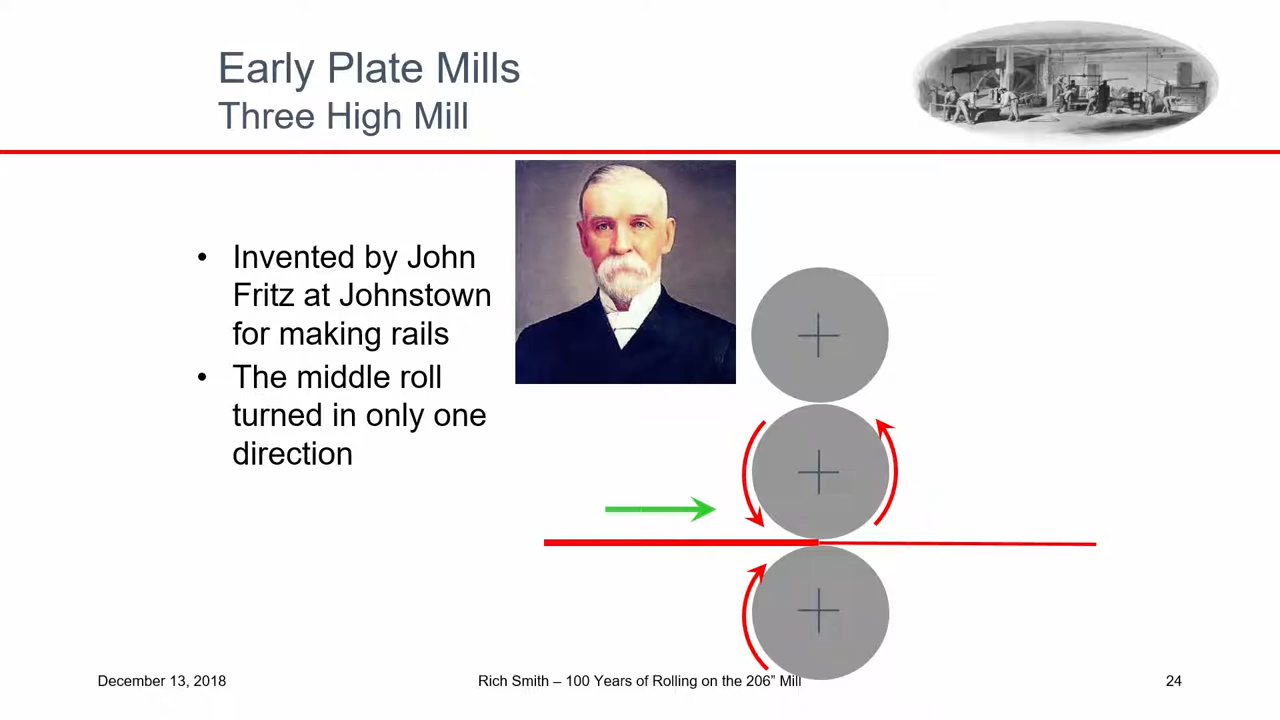 Early Plate Mills
Three High Mill
• Invented by John
Fritz at Johnstown
for making rails
• The middle roll
turned in only one
direction
December 13, 2018
Rich Smith – 100 Years of Rolling on the 206” Mill
24